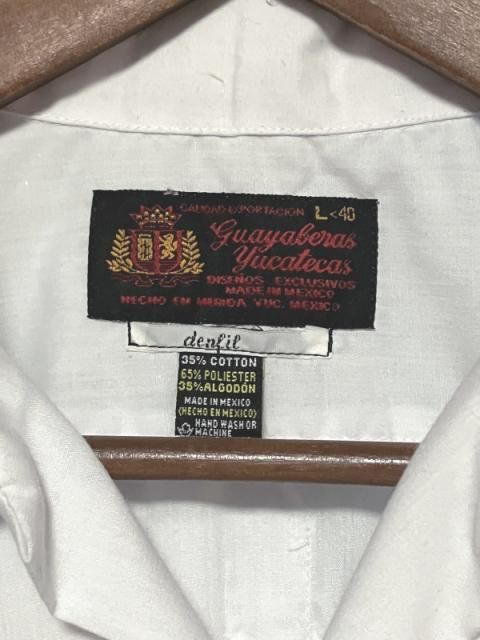 CALIDAD EXPORTACION L<40
Guayaberas
Yucatecas
DISEÑOS EXCLUSIVOS
MADE IN MEXICO
HECHO EN MERIDA YUC. MEXICO
denfil
35% COTTON
65% POLIESTER
35% ALGODÓN
MADE IN MEXICO
(HECHO EN MEXICO)
HAND WASH OR
MACHINE